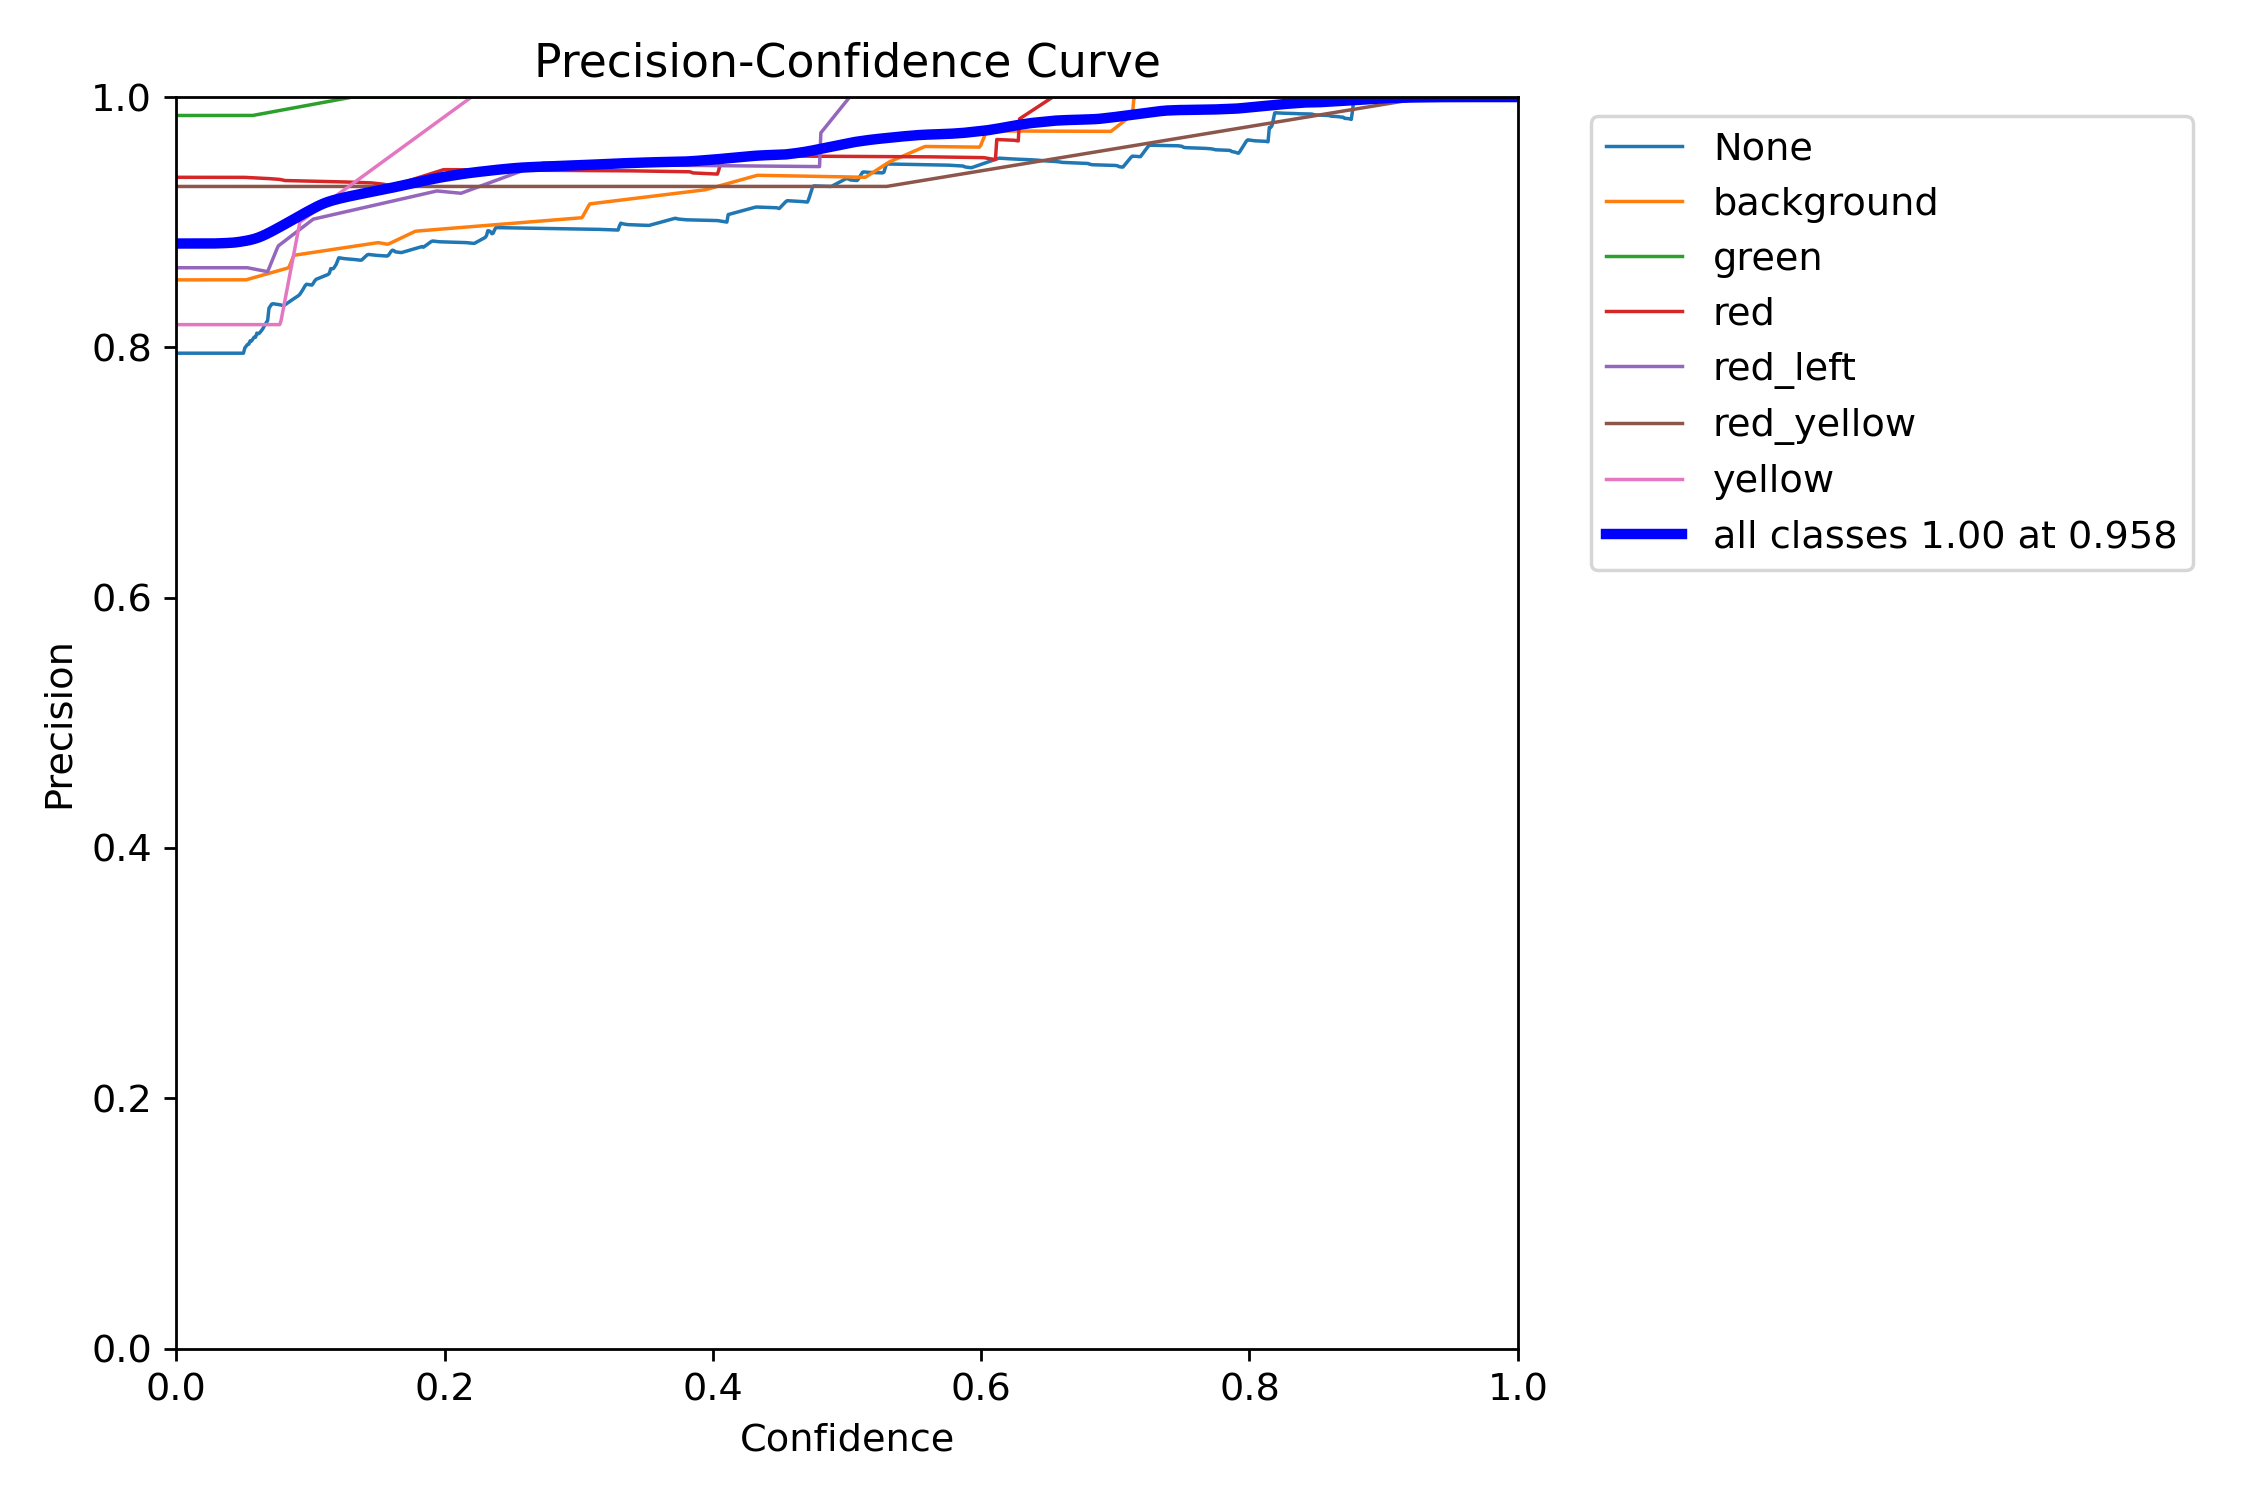 Precision-Confidence Curve
1.0
0.8
0.6
0.4
0.2
0.0
Precision
0.0 0.2 0.4 0.6 0.8 1.0
Confidence
None
background
green
red
red_left
red_yellow
yellow
all classes 1.00 at 0.958